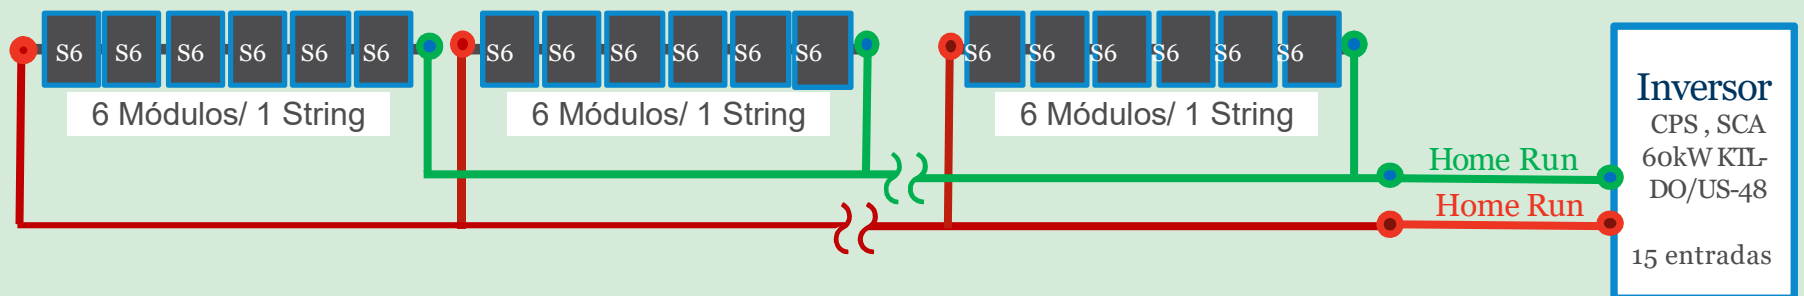 S6 S6 S6 S6 S6 S6
6 Módulos/ 1 String
S6 S6 S6 S6 S6 S6
6 Módulos/ 1 String
S6 S6 S6 S6 S6 S6
6 Módulos/ 1 String
Home Run
Home Run
Inversor
CPS , SCA
60kW KTL-
DO/US-48
15 entradas